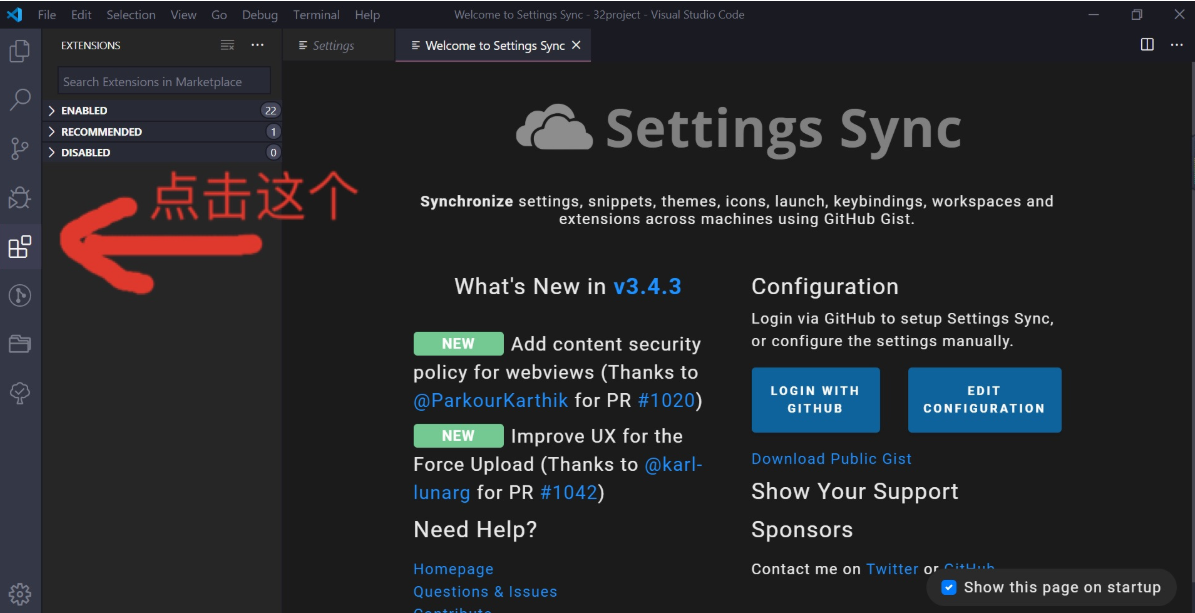 File Edit Selection View Go Debug Terminal Help
Welcome to Settings Sync - 32project - Visual Studio Code
EXTENSIONS
Search Extensions in Marketplace
ENABLED 22
RECOMMENDED 1
DISABLED 0
点击这个
Settings
Welcome to Settings Sync
Settings Sync
Synchronize settings, snippets, themes, icons, launch, keybindings, workspaces and
extensions across machines using GitHub Gist.
What's New in v3.4.3
NEW Add content security
policy for webviews (Thanks to
@ParkourKarthik for PR #1020)
NEW Improve UX for the
Force Upload (Thanks to @karl-
lunarg for PR #1042)
Need Help?
Homepage
Questions & Issues
Contribute
Configuration
Login via GitHub to setup Settings Sync,
or configure the settings manually.
LOGIN WITH
GITHUB
EDIT
CONFIGURATION
Download Public Gist
Show Your Support
Sponsors
Contact me on Twitter or GitHub
Show this page on startup